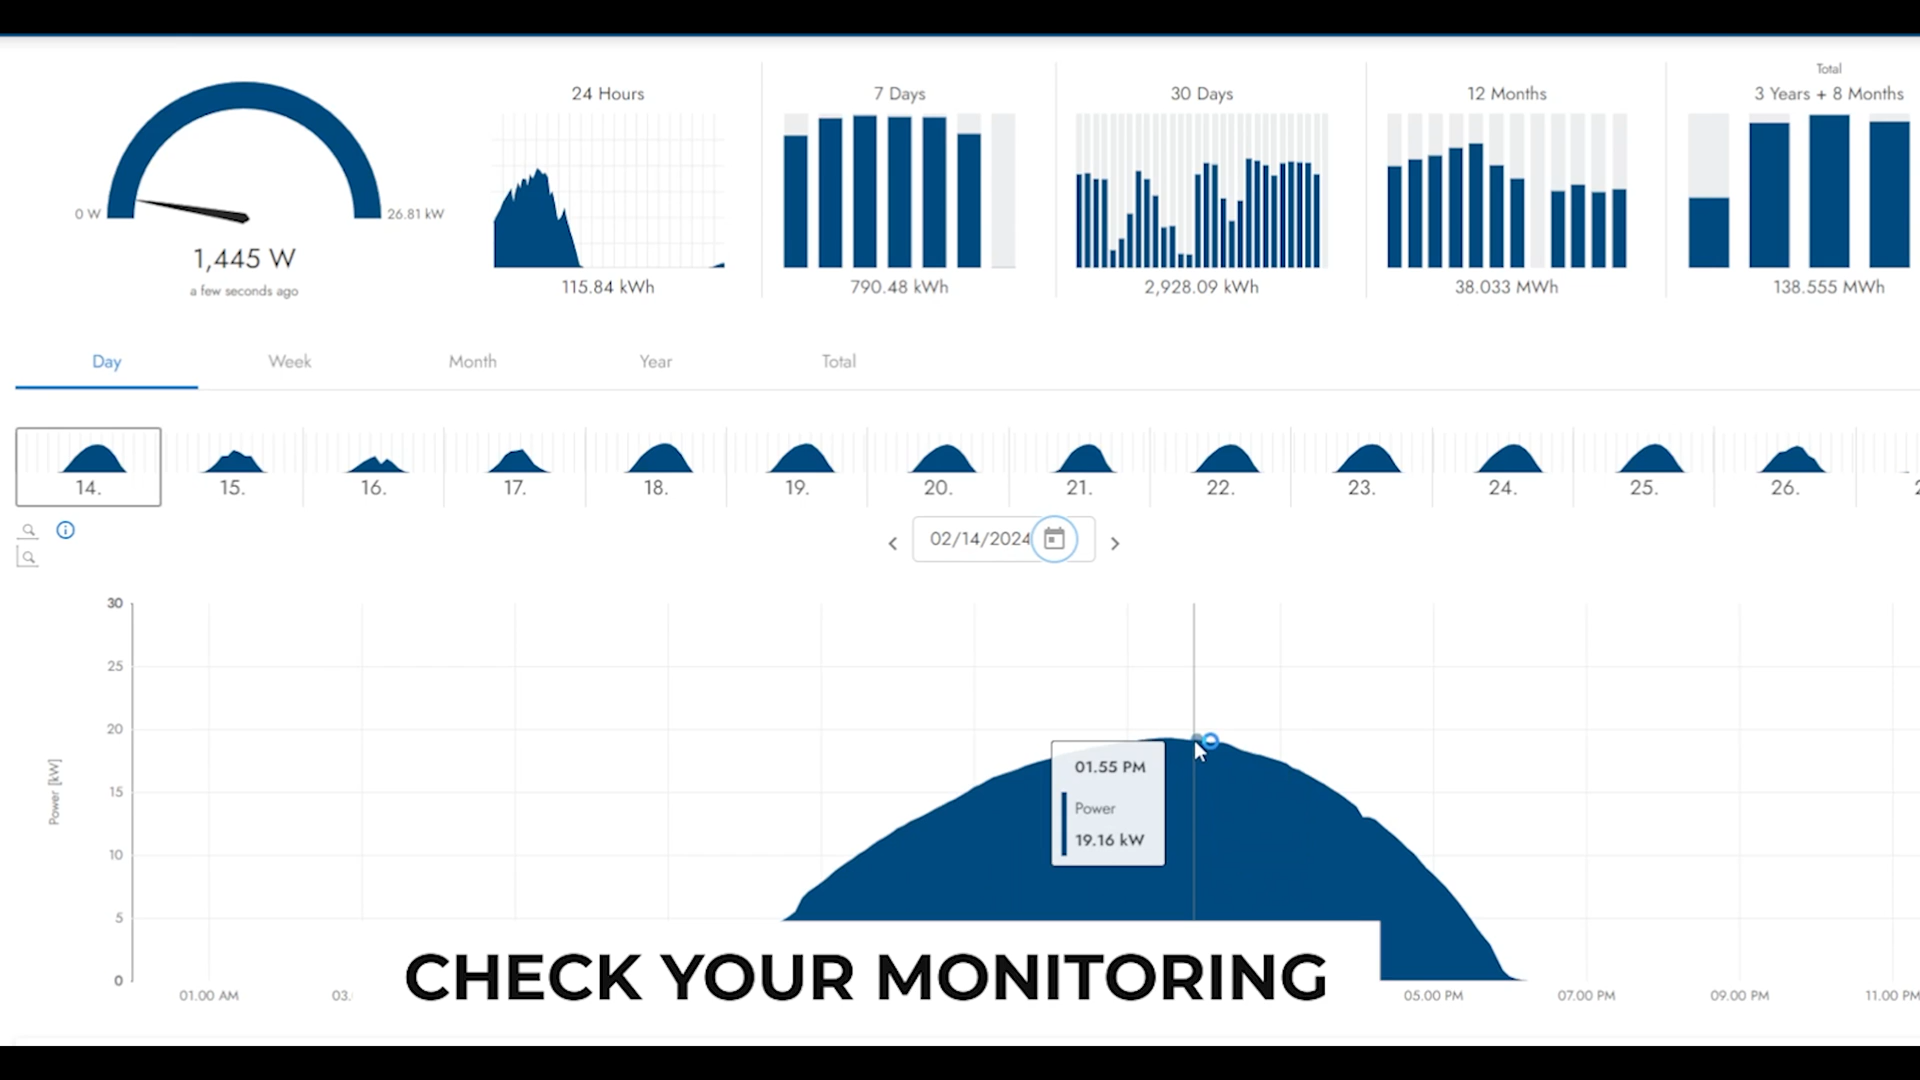 Total
24 Hours
7 Days
30 Days
12 Months
3 Years + 8 Months
0 W
26.81 kW
1,445 W
a few seconds ago
115.84 kWh
790.48 kWh
2,928.09 kWh
38.033 MWh
138.555 MWh
Day
Week
Month
Year
Total
14.
15.
16.
17.
18.
19.
20.
21.
22.
23.
24.
25.
26.
02/14/2024
30
25
20
15
10
5
0
Power [kW]
01.55 PM
Power
19.16 kW
CHECK YOUR MONITORING
01.00 AM
03.
05.00 PM
07.00 PM
09.00 PM
11.00 PM